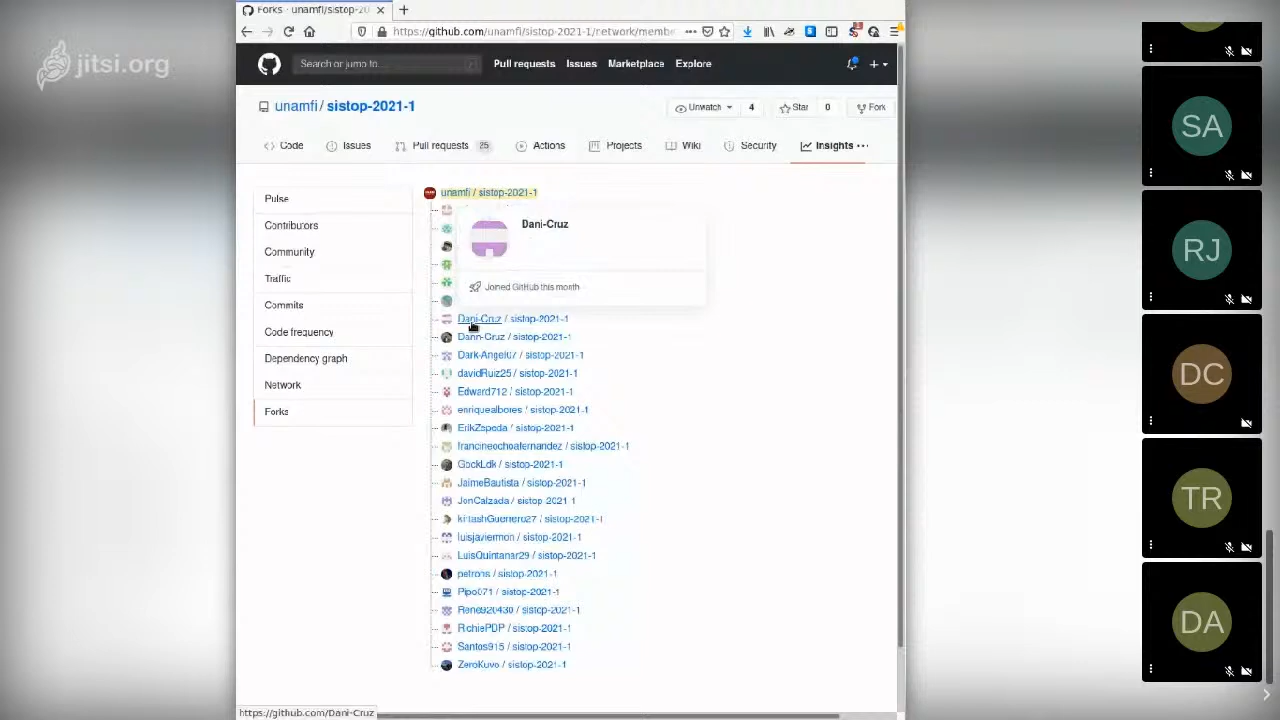 Forks · unamfi/sistop-20
https://github.com/unamfi/sistop-2021-1/network/membe
jitsi.org
Search or jump to...
Pull requests
Issues
Marketplace
Explore
unamfi / sistop-2021-1
Unwatch
4
Star
0
Fork
Code
Issues
Pull requests
25
Actions
Projects
Wiki
Security
Insights
Pulse
Contributors
Community
Traffic
Commits
Code frequency
Dependency graph
Network
Forks
unamfi / sistop-2021-1
Dani-Cruz
Joined GitHub this month
Dani-Cruz / sistop-2021-1
Dann-Cruz / sistop-2021-1
Dark-Angel07 / sistop-2021-1
davidRuiz25 / sistop-2021-1
Edward712 / sistop-2021-1
enriquealbores / sistop-2021-1
ErikZepeda / sistop-2021-1
francineochoafernandez / sistop-2021-1
GockLdk / sistop-2021-1
JaimeBautista / sistop-2021-1
JonCalzada / sistop-2021-1
kirtashGuerrero27 / sistop-2021-1
luisjaviermon / sistop-2021-1
LuisQuintanar29 / sistop-2021-1
petrohs / sistop-2021-1
Pipo071 / sistop-2021-1
Rene920430 / sistop-2021-1
RichiePDP / sistop-2021-1
Santos915 / sistop-2021-1
ZeroKuvo / sistop-2021-1
https://github.com/Dani-Cruz
SA
RJ
DC
TR
DA